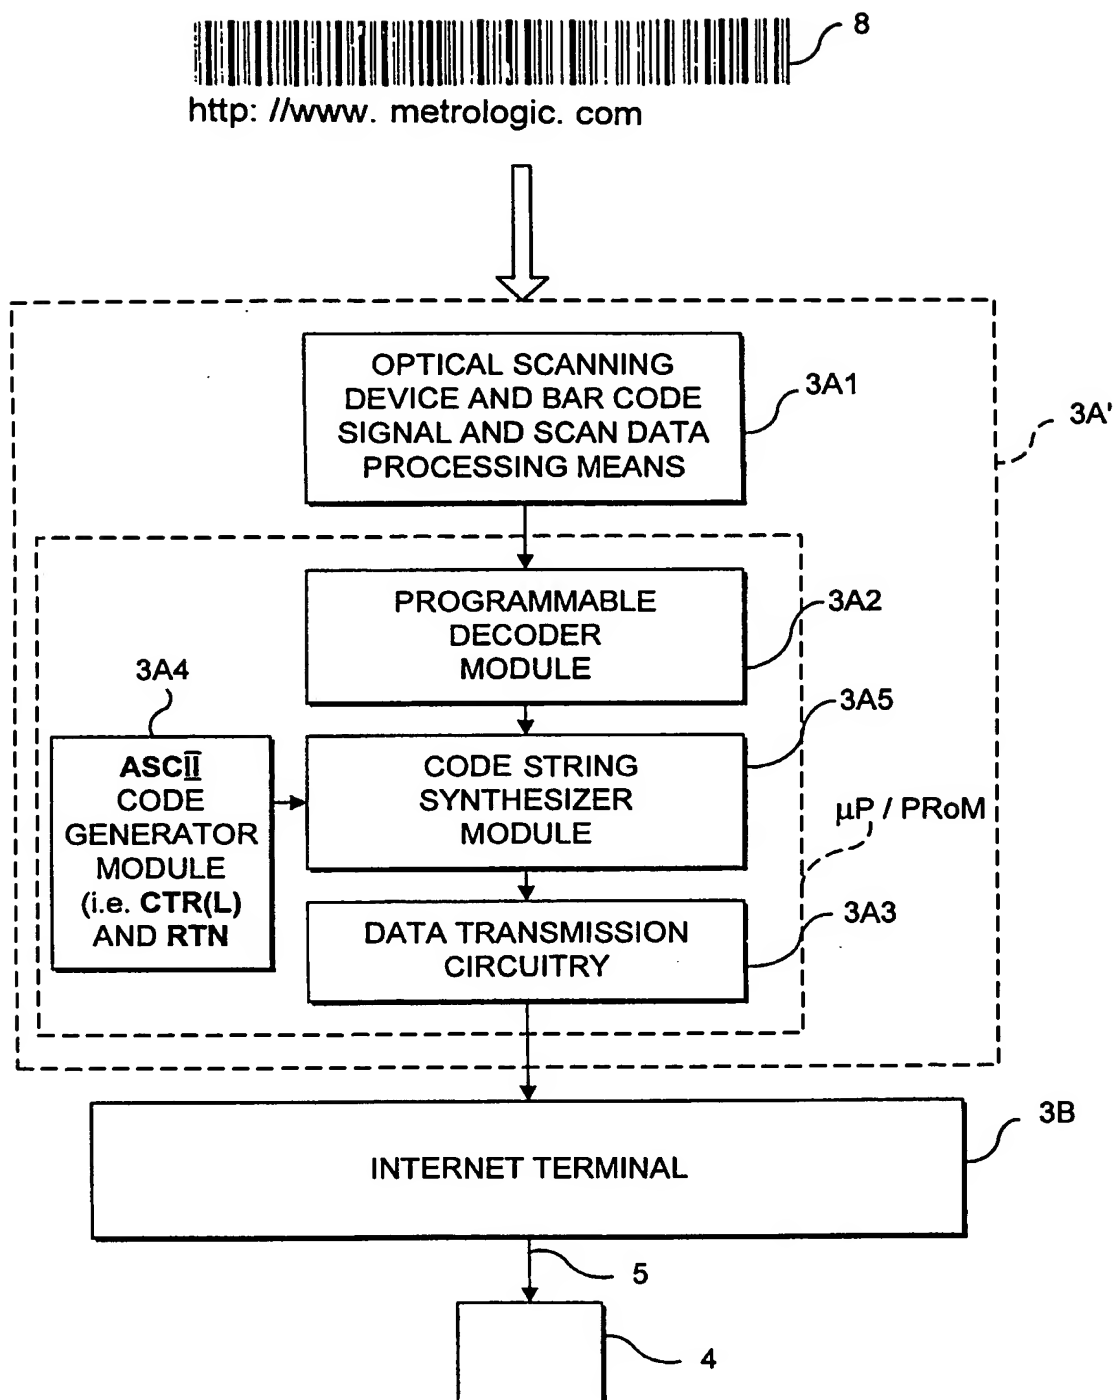 8
http: //www. metrologic. com
OPTICAL SCANNING
DEVICE AND BAR CODE
SIGNAL AND SCAN DATA
PROCESSING MEANS
3A1
3A'
PROGRAMMABLE
DECODER
MODULE
3A2
3A4
ASCII
CODE
GENERATOR
MODULE
(i.e. CTR(L)
AND RTN
CODE STRING
SYNTHESIZER
MODULE
3A5
μP / PRoM
DATA TRANSMISSION
CIRCUITRY
3A3
INTERNET TERMINAL
3B
5
4